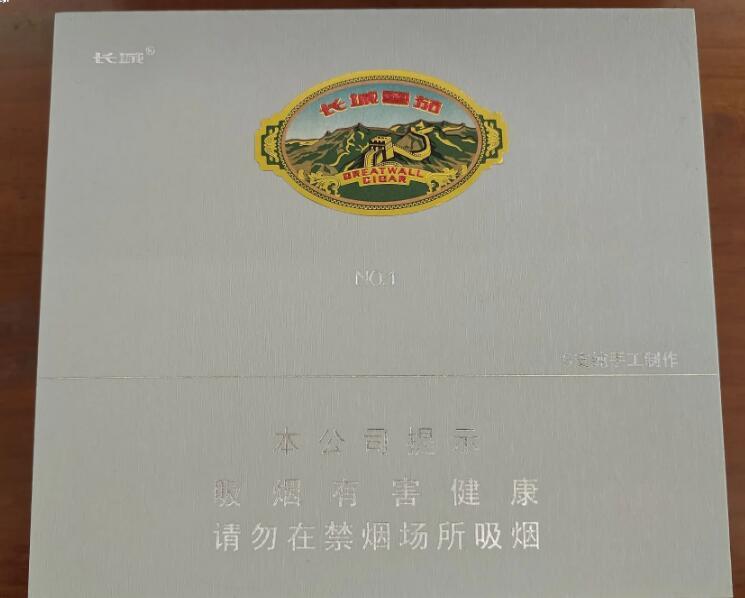 长城®
长城雪茄
GREATWALL
CIGAR
NO.1
支纯手工制作
本公司提示
吸烟有害健康
请勿在禁烟场所吸烟